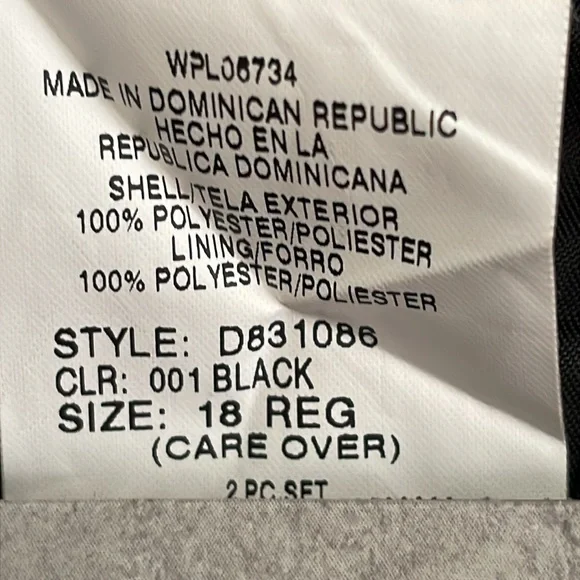 WPL06734
MADE IN DOMINICAN REPUBLIC
HECHO EN LA
REPUBLICA DOMINICANA
SHELL/TELA EXTERIOR
100% POLYESTER/POLIESTER
LINING/FORRO
100% POLYESTER/POLIESTER
STYLE: D831086
CLR: 001 BLACK
SIZE: 18 REG
(CARE OVER)
2 PC SET